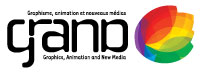 Graphisme, animation et nouveaux médias
grand
Graphics, Animation and New Media